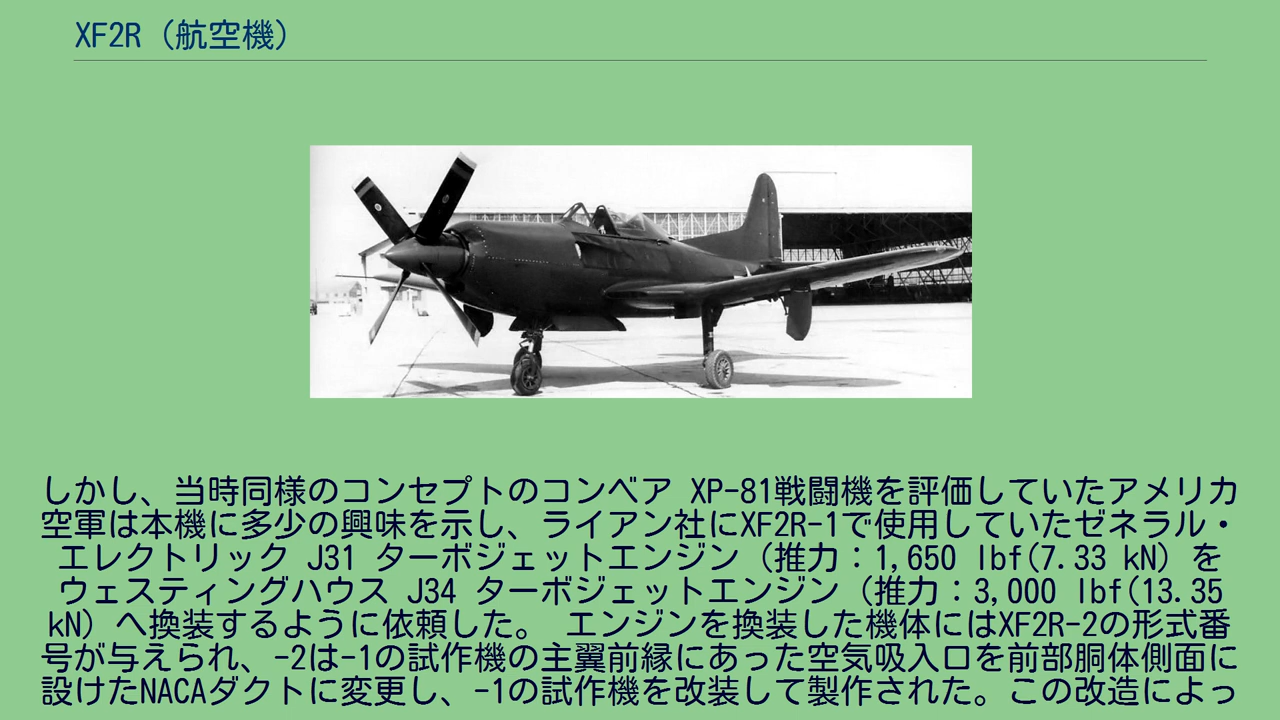 XF2R（航空機）
しかし、当時同様のコンセプトのコンベア XP-81戦闘機を評価していたアメリカ
空軍は本機に多少の興味を示し、ライアン社にXF2R-1で使用していたゼネラル・
エレクトリック J31 ターボジェットエンジン（推力：1,650 lbf(7.33 kN）を
ウェスティングハウス J34 ターボジェットエンジン（推力：3,000 lbf(13.35
kN）へ換装するように依頼した。 エンジンを換装した機体にはXF2R-2の形式番
号が与えられ、-2は-1の試作機の主翼前縁にあった空気吸入口を前部胴体側面に
設けたNACAダクトに変更し、-1の試作機を改装して製作された。この改造によっ